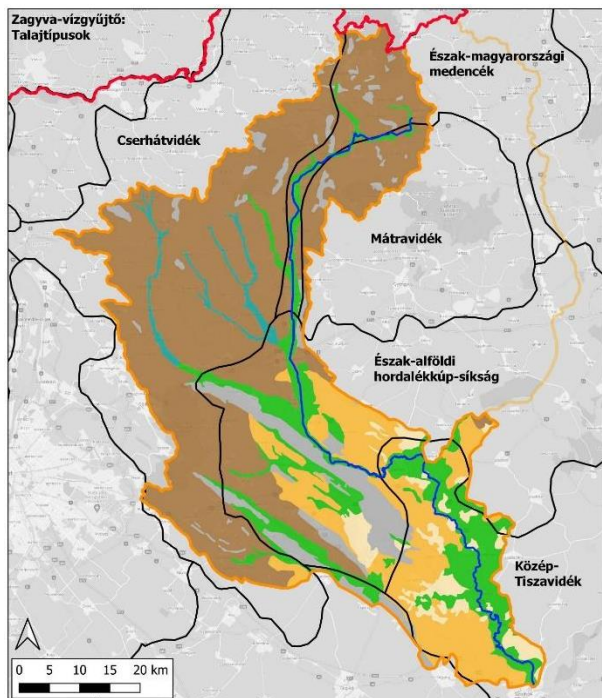 Zagyva-vízgyűjtő:
Talajtípusok
Észak-magyarországi
medencék
Cserhátvidék
Mátravidék
Észak-alföldi
hordalékkúp-síkság
Közép-
Tiszavidék
0 5 10 15 20 km